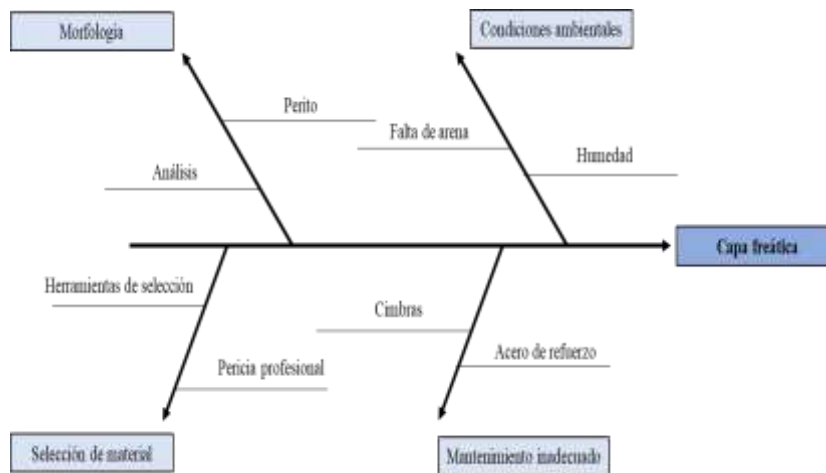 Morfología
Condiciones ambientales
Perito
Falta de arena
Humedad
Análisis
Capa freática
Herramientas de selección
Cimbras
Acero de refuerzo
Pericia profesional
Selección de material
Mantenimiento inadecuado